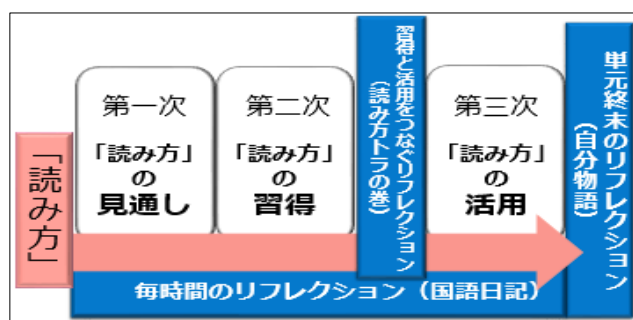 「読み方」
第一次
「読み方」
の
見通し
第二次
「読み方」
の
習得
習得と活用をつなぐリフレクション
(読み方トラの巻)
第三次
「読み方」
の
活用
単元終末のリフレクション
(自分物語)
毎時間のリフレクション(国語日記)